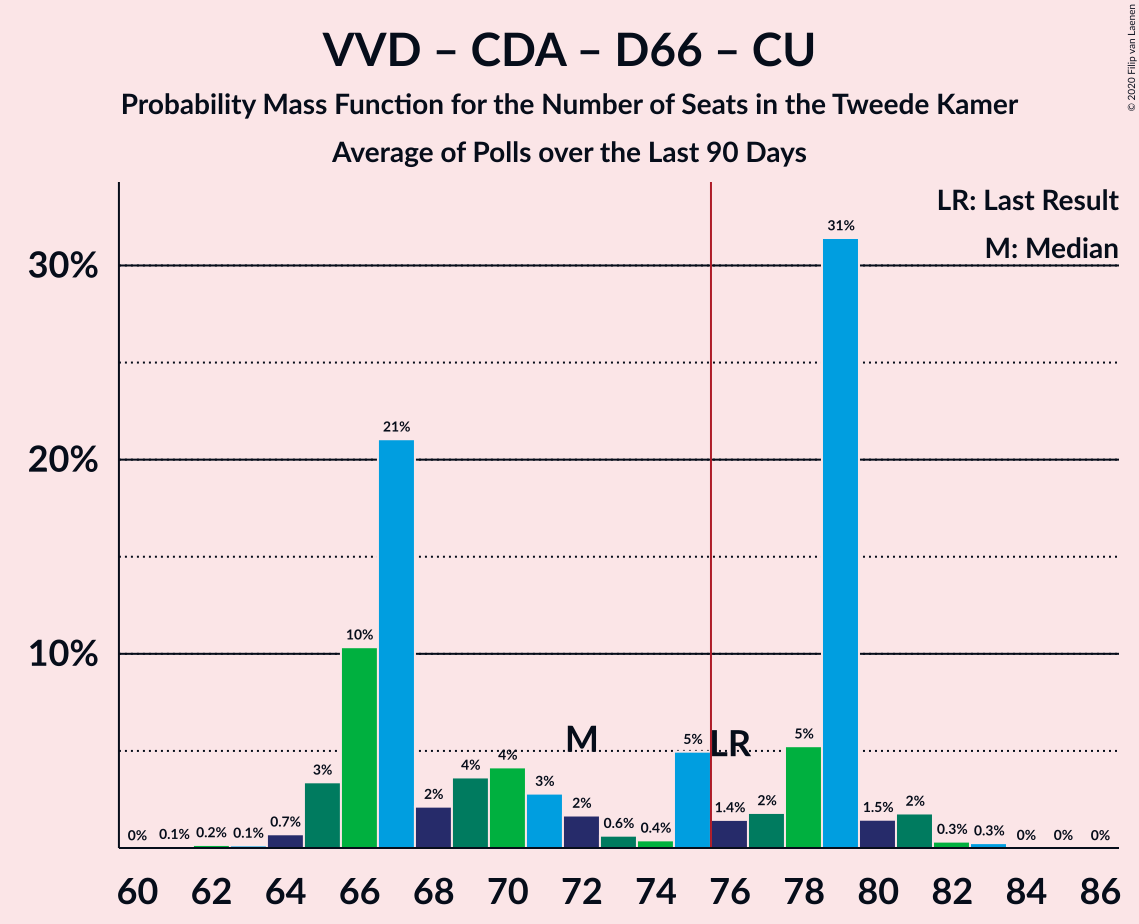 VVD – CDA – D66 – CU
Probability Mass Function for the Number of Seats in the Tweede Kamer
Average of Polls over the Last 90 Days
© 2020 Filip van Laenen
LR: Last Result
M: Median
30%
20%
10%
0% 0.1% 0.2% 0.1% 0.7% 3% 10% 21% 2% 4% 4% 3% 2% 0.6% 0.4% 5% 1.4% 2% 5% 31% 1.5% 2% 0.3% 0.3% 0% 0% 0%
M LR
60 62 64 66 68 70 72 74 76 78 80 82 84 86